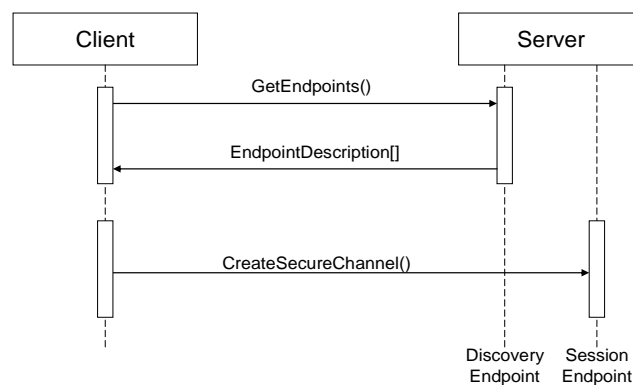 Client
Server
GetEndpoints()
EndpointDescription[]
CreateSecureChannel()
Discovery
Endpoint
Session
Endpoint